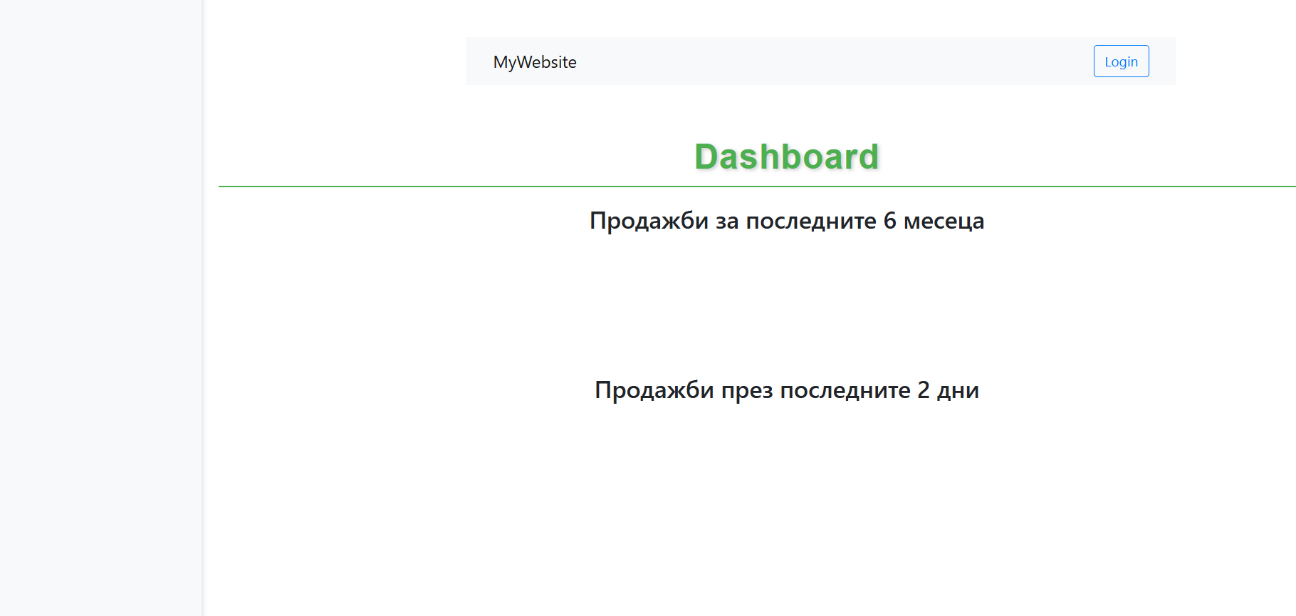 MyWebsite
Login
Dashboard
Продажби за последните 6 месеца
Продажби през последните 2 дни